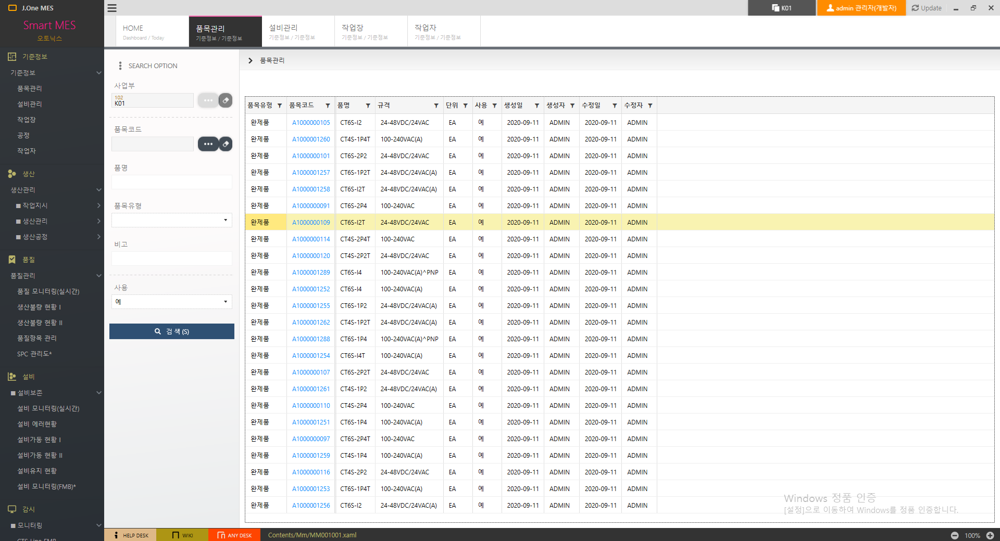 J.One MES
K01
admin 관리자(개발자)
Update
Smart MES
오토닉스
HOME
Dashboard / Today
품목관리
기준정보 / 기준정보
설비관리
기준정보 / 기준정보
작업장
기준정보 / 기준정보
작업자
기준정보 / 기준정보
기준정보
기준정보
품목관리
설비관리
작업장
공정
작업자
생산
생산관리
작업지시
생산관리
생산공정
품질
품질관리
품질 모니터링(실시간)
생산불량 현황 I
생산불량 현황 II
품질항목 관리
SPC 관리도*
설비
설비보존
설비 모니터링(실시간)
설비 에러현황
설비가동 현황 I
설비가동 현황 II
설비유지 현황
설비 모니터링(FMB)*
감시
모니터링
SEARCH OPTION
사업부
102
K01
품목코드
품명
품목유형
비고
사용
예
검 색 (S)
품목관리
품목유형 품목코드 품명 규격 단위 사용 생성일 생성자 수정일 수정자
완제품 A1000000105 CT6S-I2 24-48VDC/24VAC EA 예 2020-09-11 ADMIN 2020-09-11 ADMIN
완제품 A1000001260 CT4S-1P4T 100-240VAC(A) EA 예 2020-09-11 ADMIN 2020-09-11 ADMIN
완제품 A1000000101 CT6S-2P2 24-48VDC/24VAC EA 예 2020-09-11 ADMIN 2020-09-11 ADMIN
완제품 A1000001257 CT6S-1P2T 24-48VDC/24VAC(A) EA 예 2020-09-11 ADMIN 2020-09-11 ADMIN
완제품 A1000001258 CT6S-I2T 24-48VDC/24VAC(A) EA 예 2020-09-11 ADMIN 2020-09-11 ADMIN
완제품 A1000000091 CT6S-2P4 100-240VAC EA 예 2020-09-11 ADMIN 2020-09-11 ADMIN
완제품 A1000000109 CT6S-I2T 24-48VDC/24VAC EA 예 2020-09-11 ADMIN 2020-09-11 ADMIN
완제품 A1000000114 CT4S-2P4T 100-240VAC EA 예 2020-09-11 ADMIN 2020-09-11 ADMIN
완제품 A1000000120 CT4S-2P2T 24-48VDC/24VAC EA 예 2020-09-11 ADMIN 2020-09-11 ADMIN
완제품 A1000001289 CT6S-I4 100-240VAC(A)^PNP EA 예 2020-09-11 ADMIN 2020-09-11 ADMIN
완제품 A1000001252 CT6S-I4 100-240VAC(A) EA 예 2020-09-11 ADMIN 2020-09-11 ADMIN
완제품 A1000001255 CT6S-1P2 24-48VDC/24VAC(A) EA 예 2020-09-11 ADMIN 2020-09-11 ADMIN
완제품 A1000001262 CT4S-1P2T 24-48VDC/24VAC(A) EA 예 2020-09-11 ADMIN 2020-09-11 ADMIN
완제품 A1000001288 CT6S-1P4 100-240VAC(A)^PNP EA 예 2020-09-11 ADMIN 2020-09-11 ADMIN
완제품 A1000001254 CT6S-I4T 100-240VAC(A) EA 예 2020-09-11 ADMIN 2020-09-11 ADMIN
완제품 A1000000107 CT6S-2P2T 24-48VDC/24VAC EA 예 2020-09-11 ADMIN 2020-09-11 ADMIN
완제품 A1000001261 CT4S-1P2 24-48VDC/24VAC(A) EA 예 2020-09-11 ADMIN 2020-09-11 ADMIN
완제품 A1000000110 CT4S-2P4 100-240VAC EA 예 2020-09-11 ADMIN 2020-09-11 ADMIN
완제품 A1000001251 CT6S-1P4 100-240VAC(A) EA 예 2020-09-11 ADMIN 2020-09-11 ADMIN
완제품 A1000000097 CT6S-2P4T 100-240VAC EA 예 2020-09-11 ADMIN 2020-09-11 ADMIN
완제품 A1000001259 CT4S-1P4 100-240VAC(A) EA 예 2020-09-11 ADMIN 2020-09-11 ADMIN
완제품 A1000000116 CT4S-2P2 24-48VDC/24VAC EA 예 2020-09-11 ADMIN 2020-09-11 ADMIN
완제품 A1000001253 CT6S-1P4T 100-240VAC(A) EA 예 2020-09-11 ADMIN 2020-09-11 ADMIN
완제품 A1000001256 CT6S-I2 24-48VDC/24VAC(A) EA 예 2020-09-11 ADMIN 2020-09-11 ADMIN
Windows 정품 인증
[설정]으로 이동하여 Windows를 정품 인증합니다.
HELP DESK
WIKI
ANY DESK
Contents/Mm/MM001001.xaml
100%